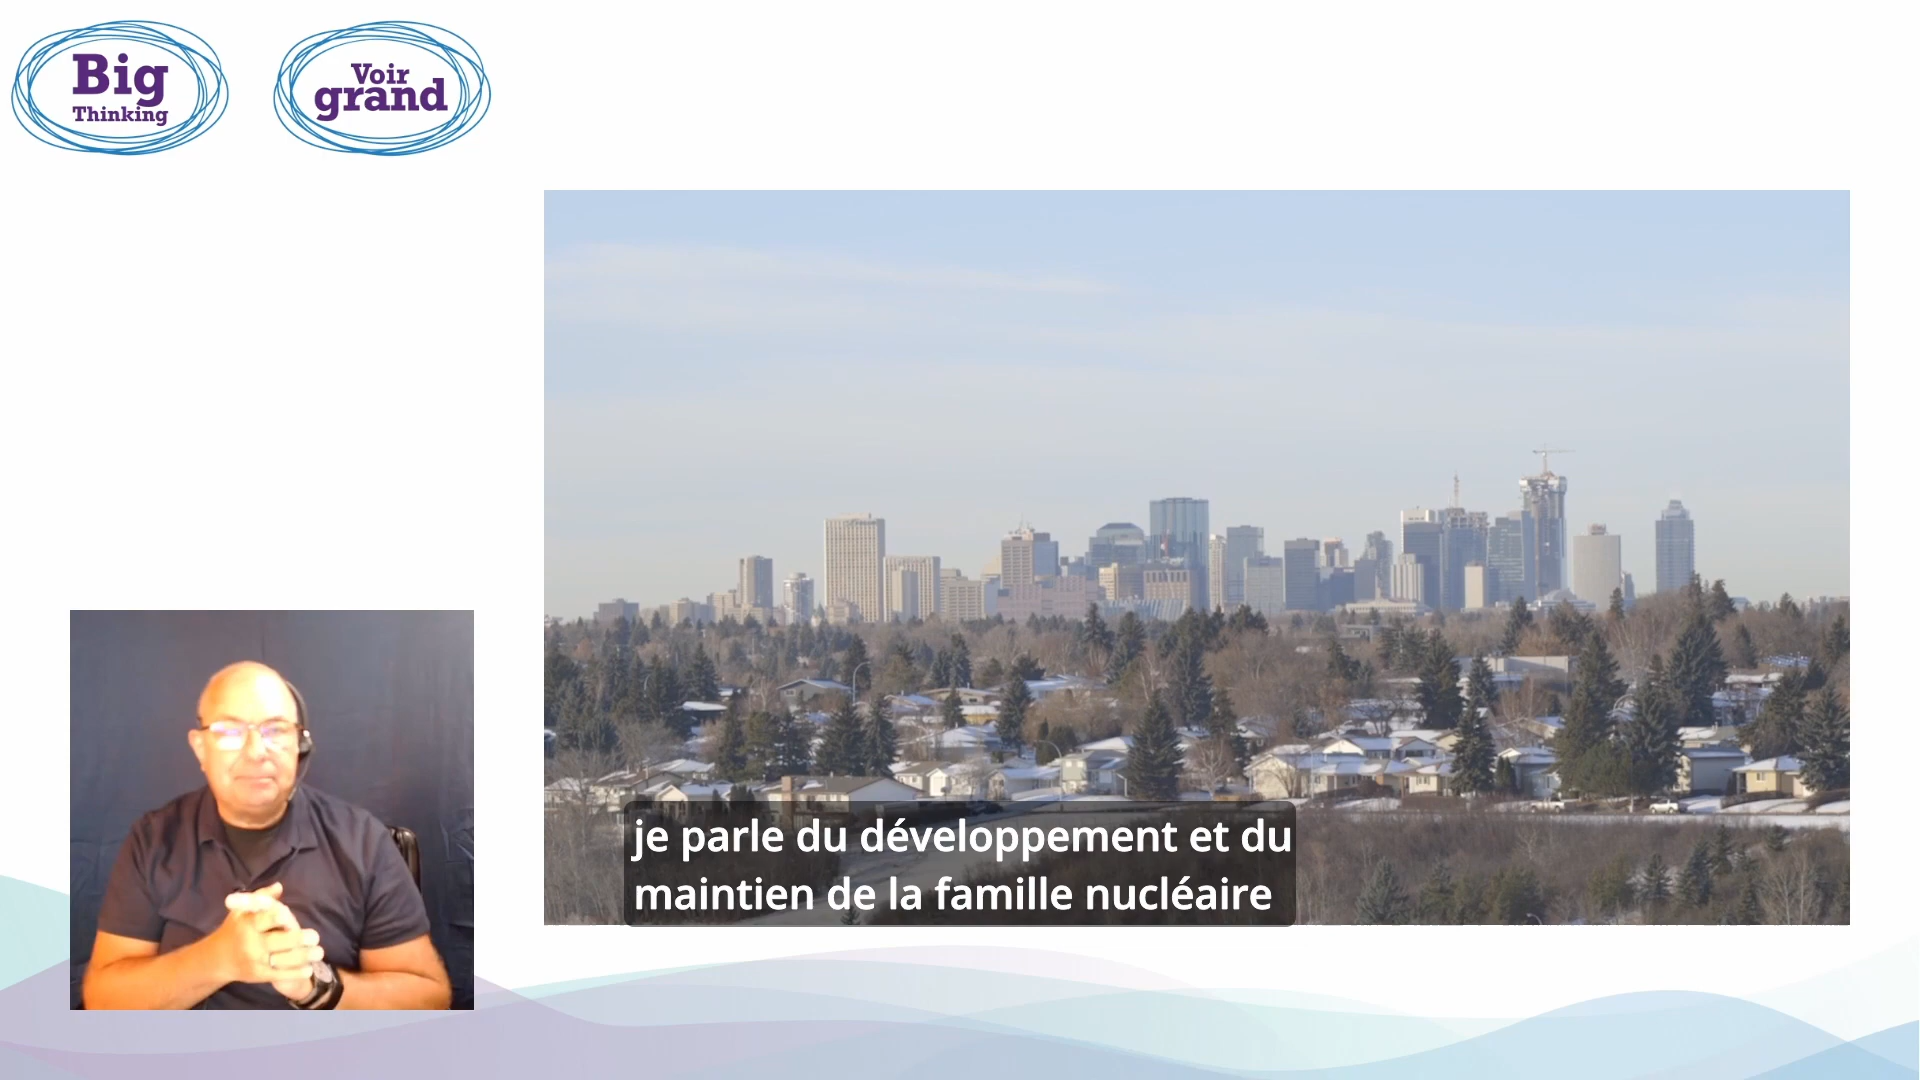 Big
Thinking
Voir
grand
je parle du développement et du
maintien de la famille nucléaire